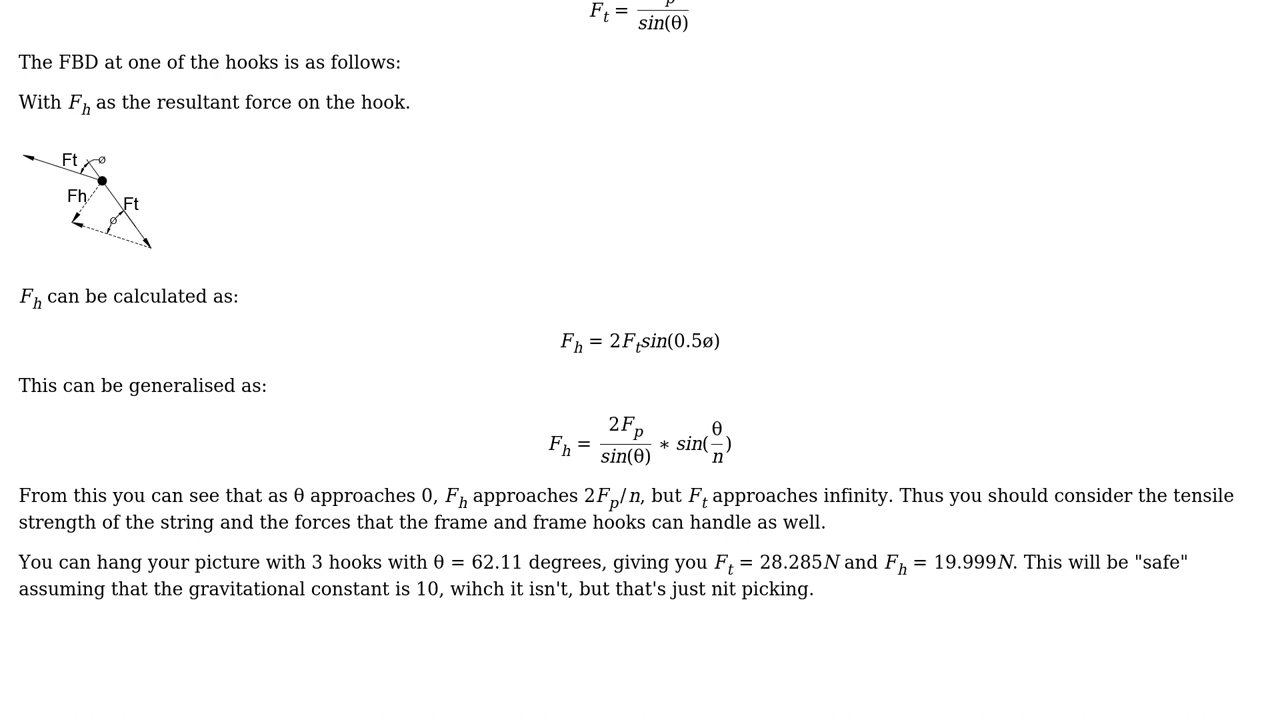 F_t = p/sin(θ)
The FBD at one of the hooks is as follows:
With F_h as the resultant force on the hook.
Ft ø
Fh Ft
ø
F_h can be calculated as:
F_h = 2F_tsin(0.5ø)
This can be generalised as:
F_h = 2F_p/sin(θ) * sin(θ/n)
From this you can see that as θ approaches 0, F_h approaches 2F_p/n, but F_t approaches infinity. Thus you should consider the tensile
strength of the string and the forces that the frame and frame hooks can handle as well.
You can hang your picture with 3 hooks with θ = 62.11 degrees, giving you F_t = 28.285N and F_h = 19.999N. This will be "safe"
assuming that the gravitational constant is 10, wihch it isn't, but that's just nit picking.